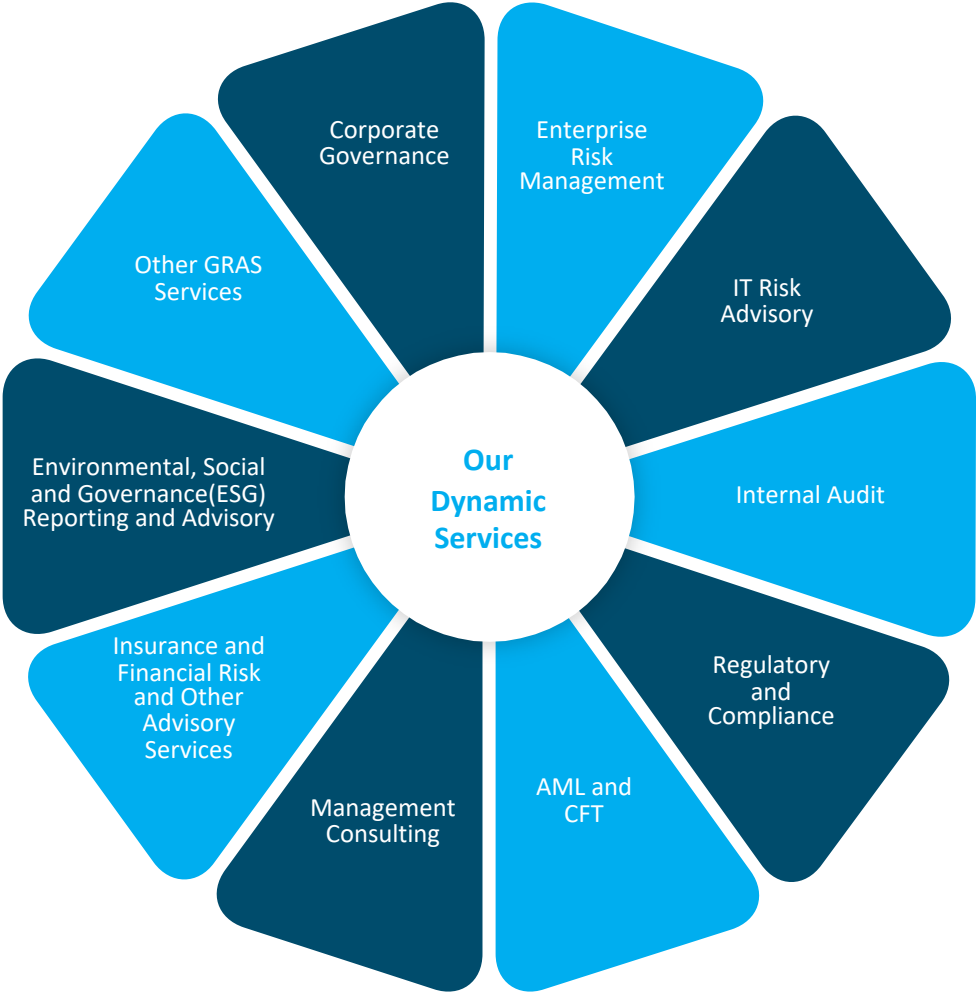 Corporate
Governance
Enterprise
Risk
Management
IT Risk
Advisory
Internal Audit
Regulatory
and
Compliance
AML and
CFT
Management
Consulting
Insurance and
Financial Risk
and Other
Advisory
Services
Environmental, Social
and Governance(ESG)
Reporting and Advisory
Other GRAS
Services
Our
Dynamic
Services